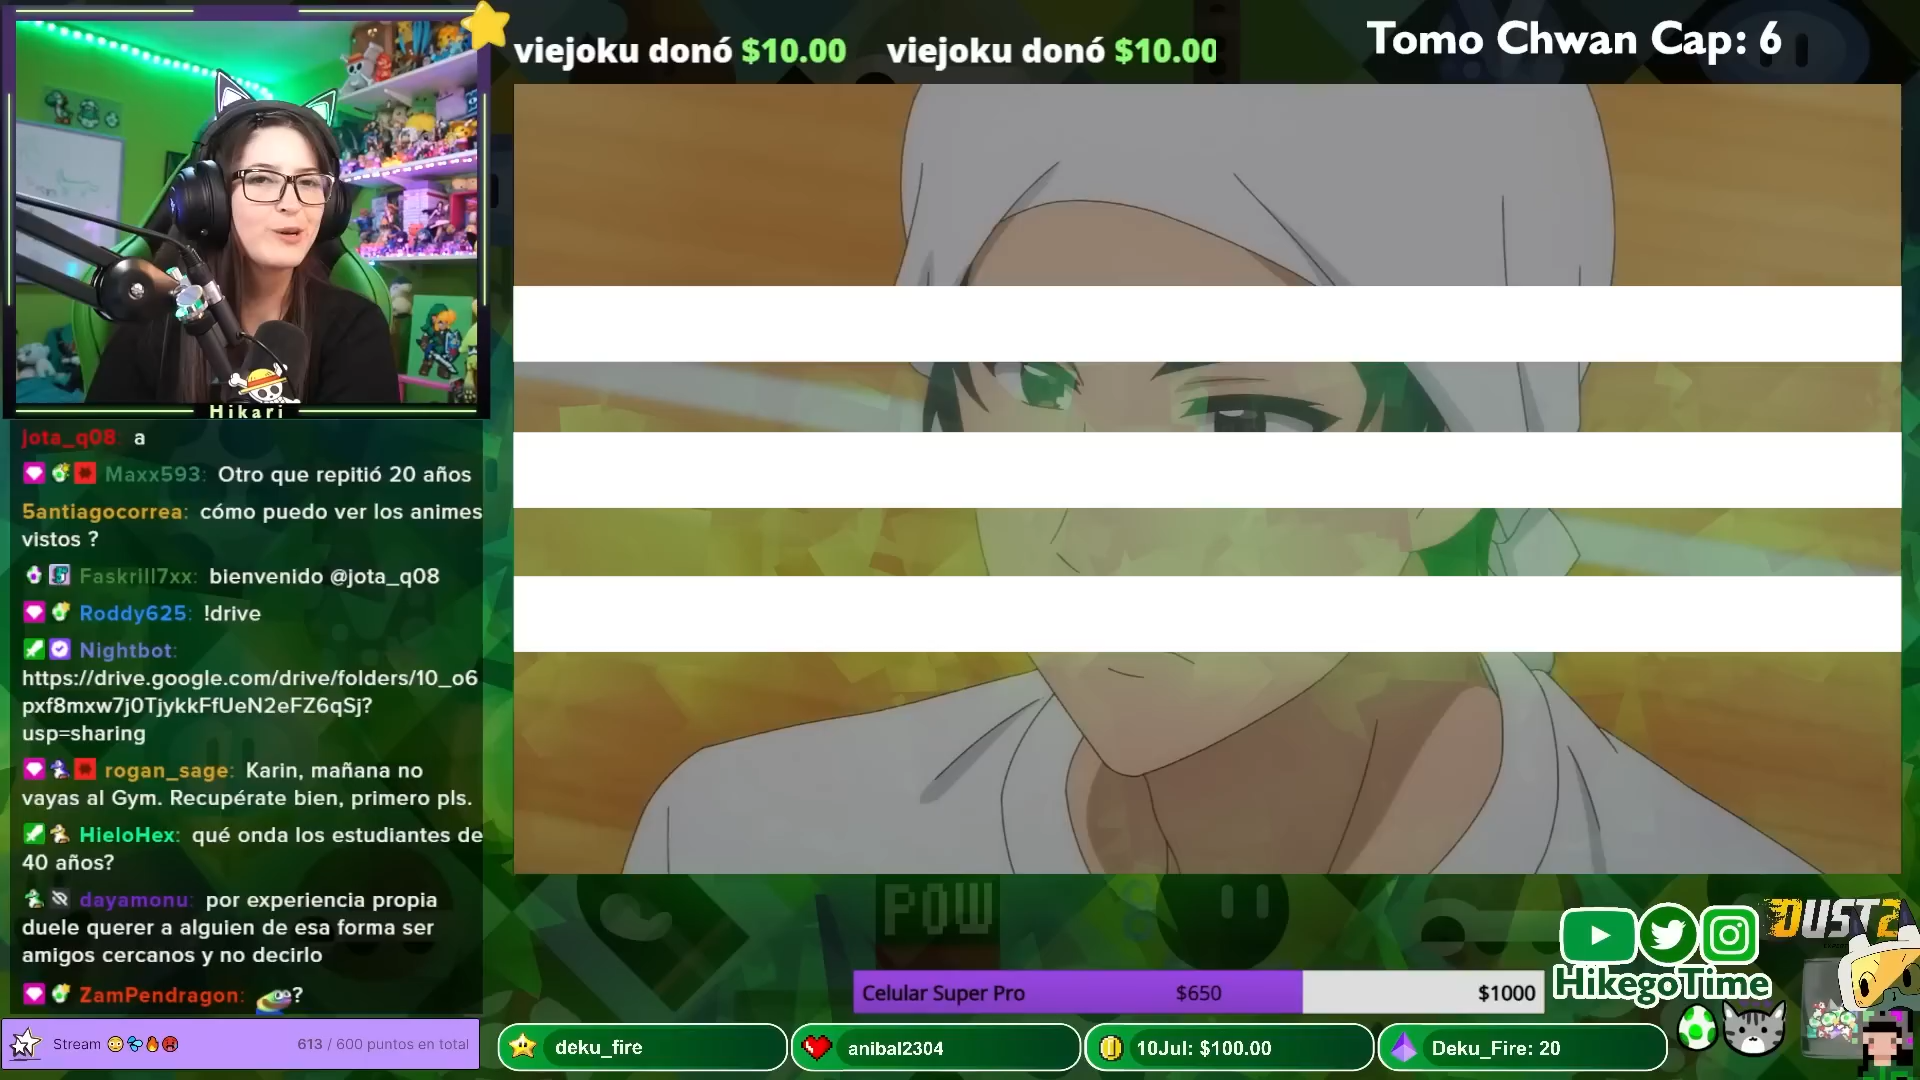 viejoku donó $10.00 viejoku donó $10.00
Tomo Chwan Cap: 6
Hikari
jota_q08: a
Maxx593: Otro que repitió 20 años
5antiagocorrea: cómo puedo ver los animes
vistos ?
Faskrill7xx: bienvenido @jota_q08
Roddy625: !drive
Nightbot:
https://drive.google.com/drive/folders/10_o6
pxf8mxw7j0TjykkFfUeN2eFZ6qSj?
usp=sharing
rogan_sage: Karin, mañana no
vayas al Gym. Recupérate bien, primero pls.
HieloHex: qué onda los estudiantes de
40 años?
dayamonu: por experiencia propia
duele querer a alguien de esa forma ser
amigos cercanos y no decirlo
ZamPendragon: ?
Stream 613 / 600 puntos en total
POW
DUST2
HikegoTime
Celular Super Pro $650 $1000
deku_fire
anibal2304
10Jul: $100.00
Deku_Fire: 20